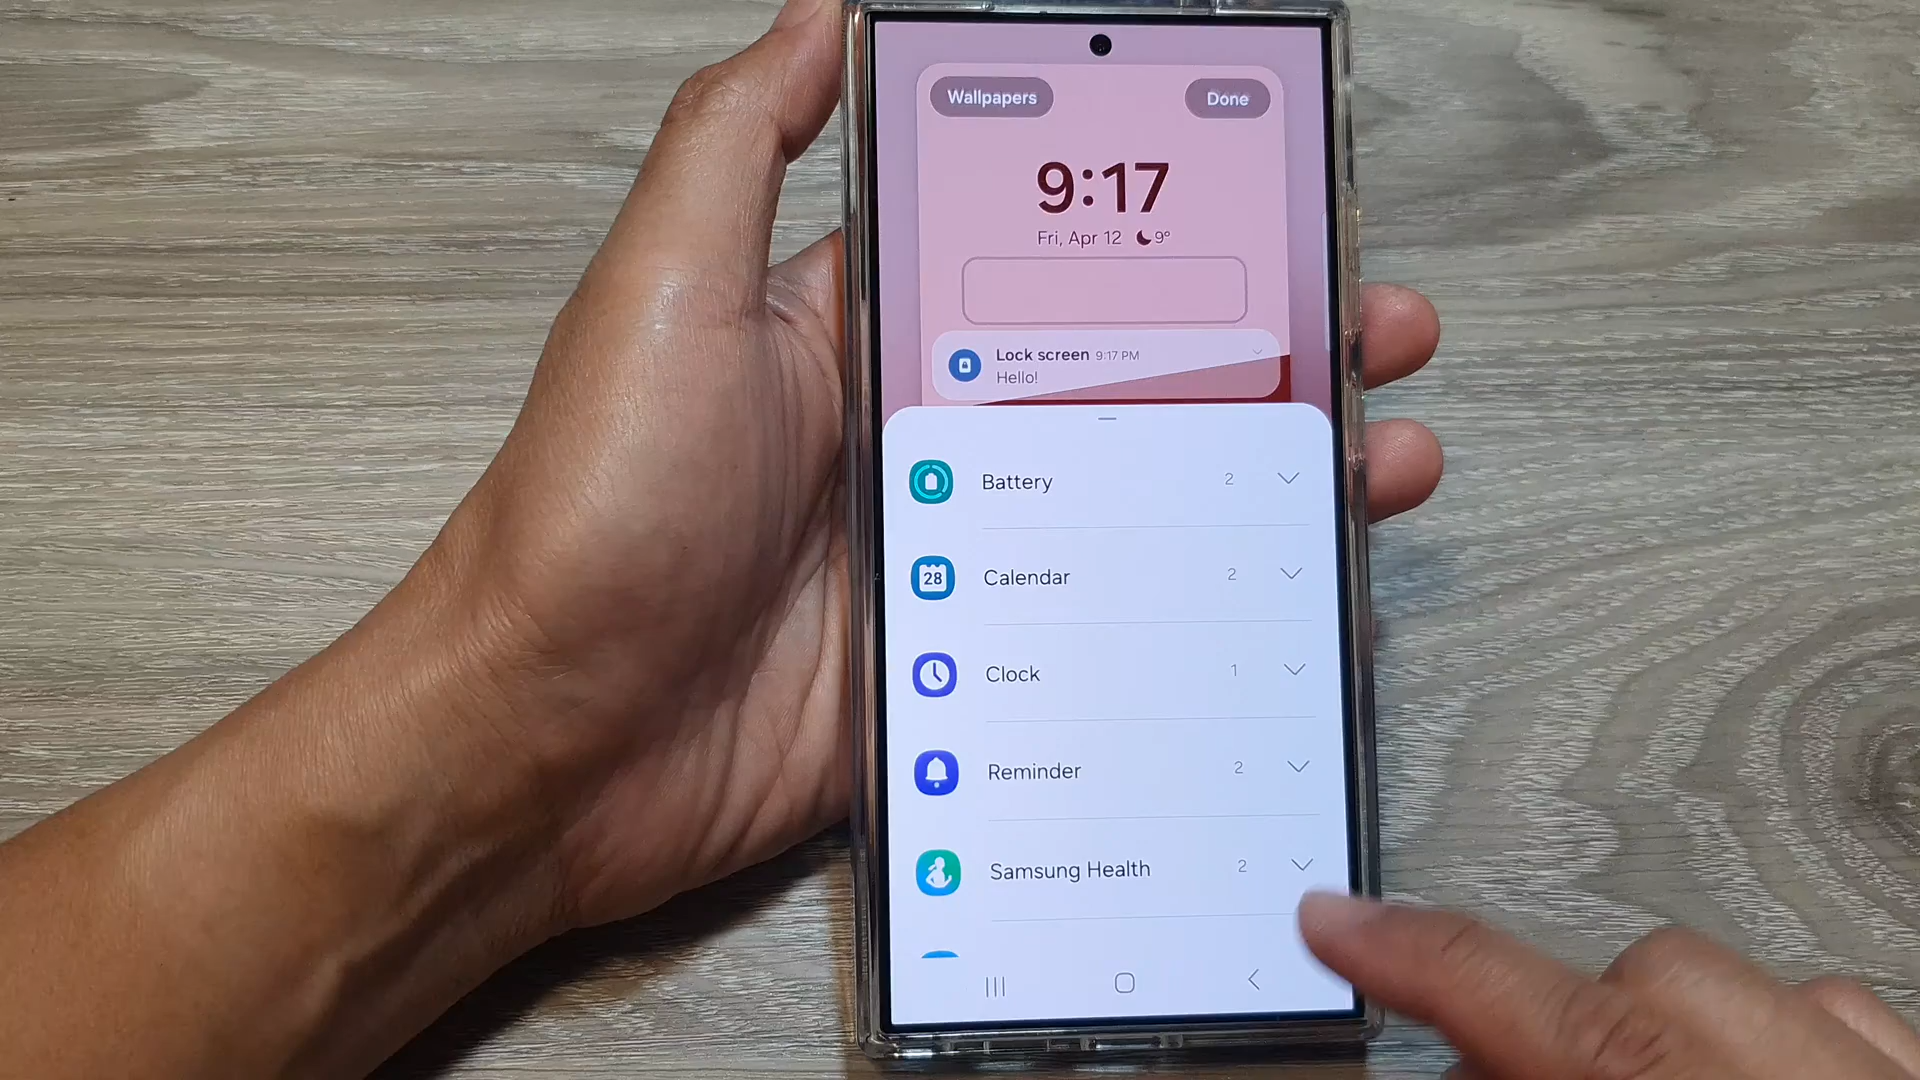 Wallpapers Done
9:17
Fri, Apr 12 9°
Lock screen 9:17 PM
Hello!
Battery 2
28 Calendar 2
Clock 1
Reminder 2
Samsung Health 2